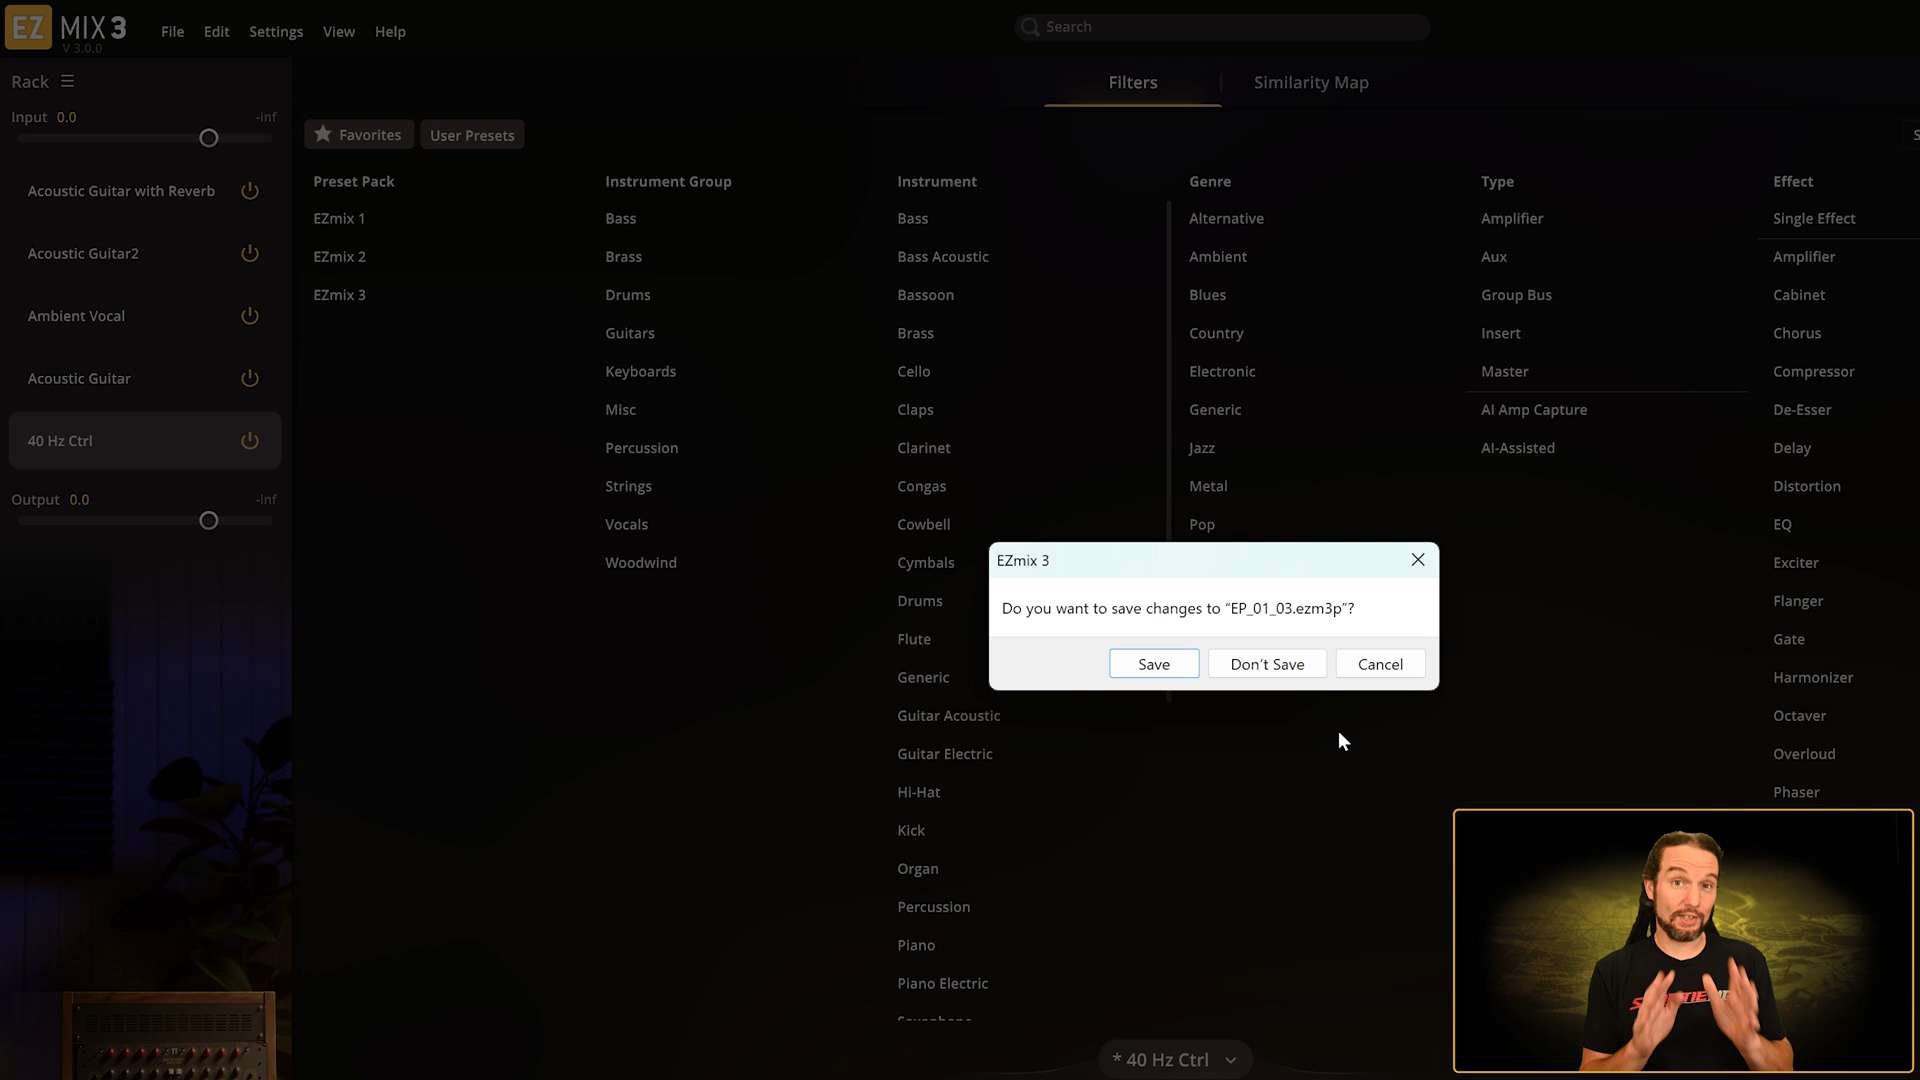 EZ MIX 3
V 3.0.0
File Edit Settings View Help
Search
Rack
Filters
Similarity Map
Input 0.0 -inf
Favorites
User Presets
Acoustic Guitar with Reverb
Acoustic Guitar2
Ambient Vocal
Acoustic Guitar
40 Hz Ctrl
Output 0.0 -inf
Preset Pack
EZmix 1
EZmix 2
EZmix 3
Instrument Group
Bass
Brass
Drums
Guitars
Keyboards
Misc
Percussion
Strings
Vocals
Woodwind
Instrument
Bass
Bass Acoustic
Bassoon
Brass
Cello
Claps
Clarinet
Congas
Cowbell
Cymbals
Drums
Flute
Generic
Guitar Acoustic
Guitar Electric
Hi-Hat
Kick
Organ
Percussion
Piano
Piano Electric
Genre
Alternative
Ambient
Blues
Country
Electronic
Generic
Jazz
Metal
Pop
Type
Amplifier
Aux
Group Bus
Insert
Master
AI Amp Capture
AI-Assisted
Effect
Single Effect
Amplifier
Cabinet
Chorus
Compressor
De-Esser
Delay
Distortion
EQ
Exciter
Flanger
Gate
Harmonizer
Octaver
Overload
Phaser
EZmix 3
Do you want to save changes to “EP_01_03.ezm3p”?
Save
Don't Save
Cancel
* 40 Hz Ctrl